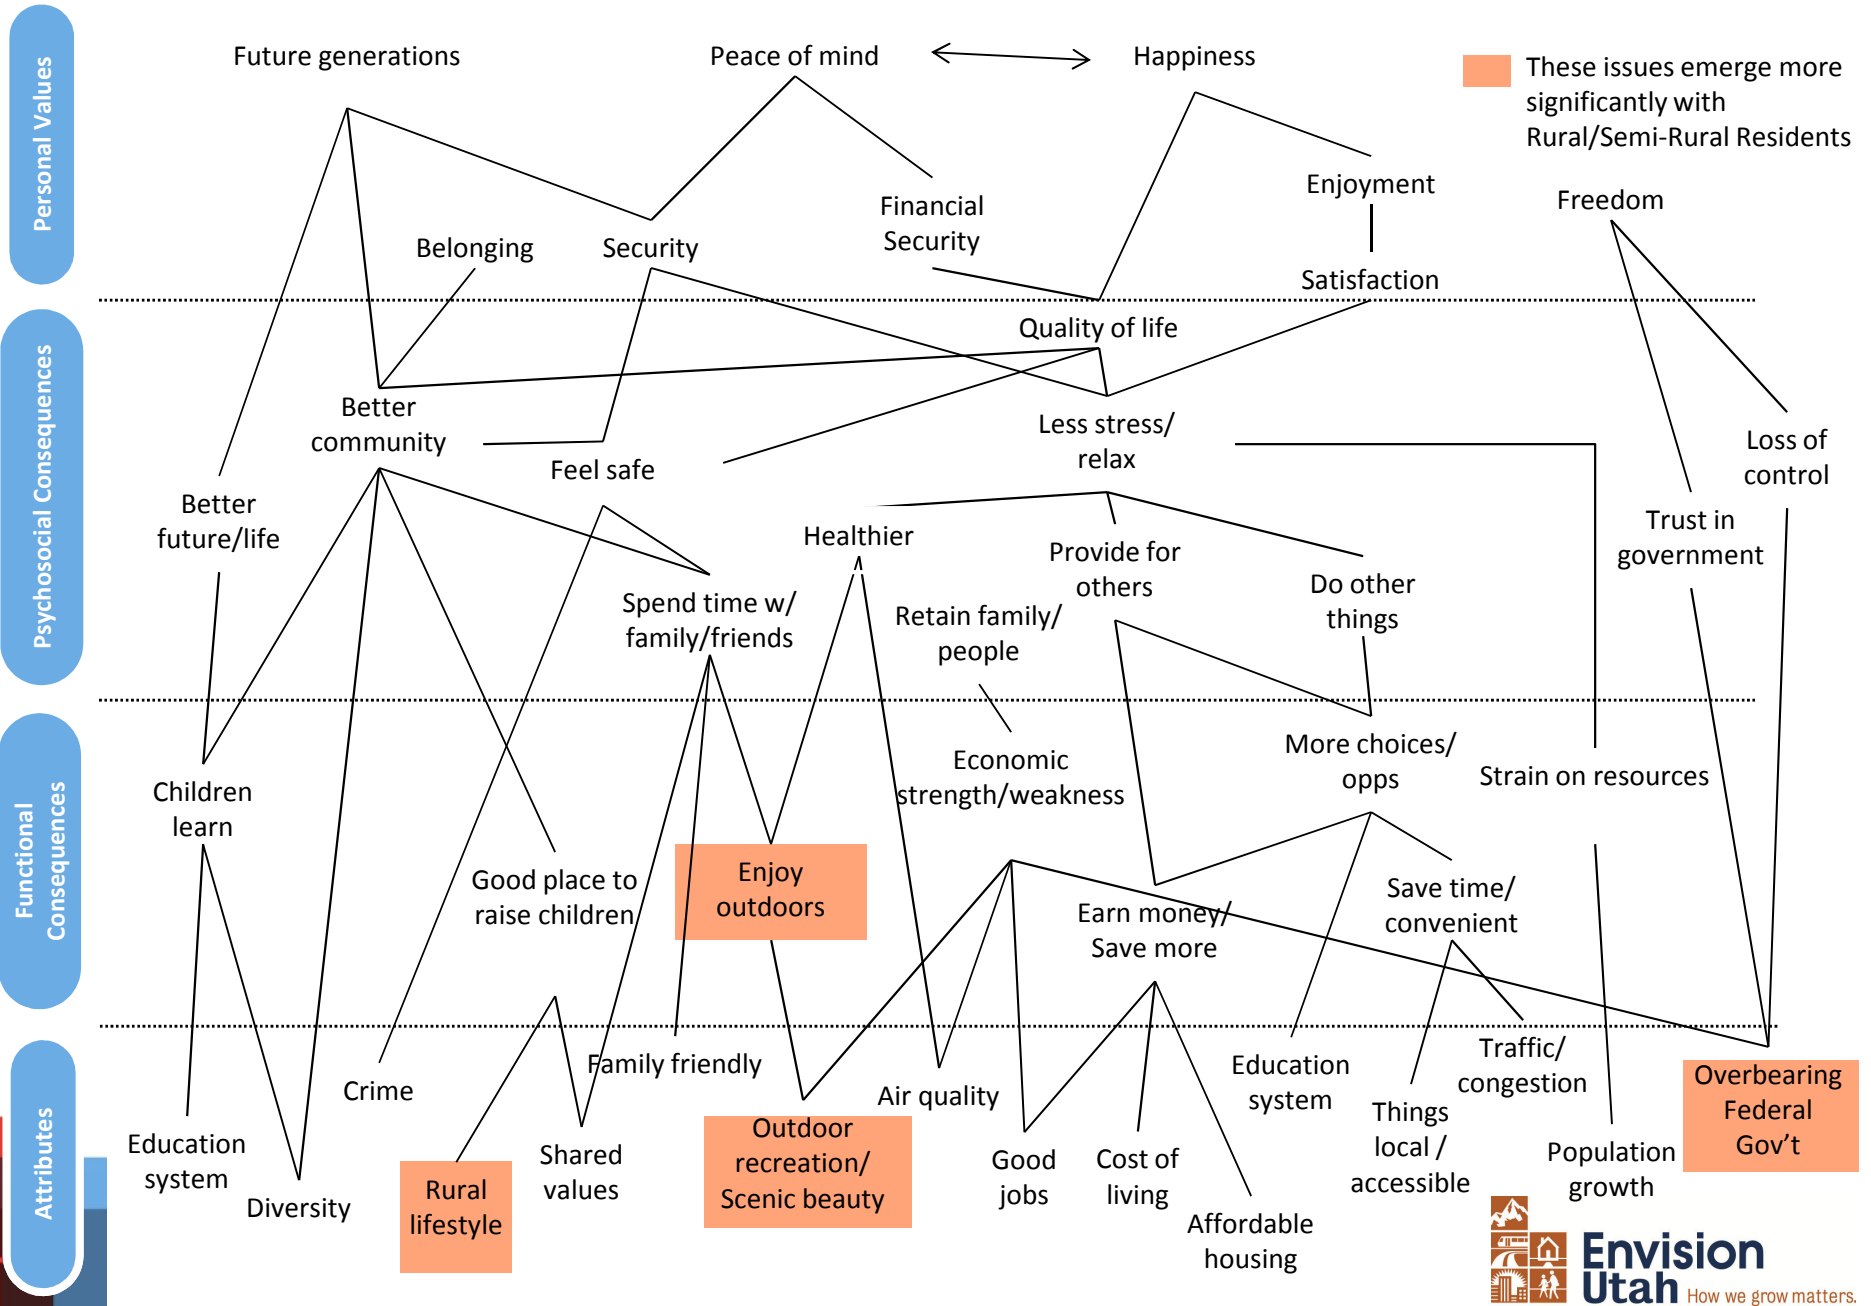 Personal Values
Future generations
Peace of mind
Happiness
These issues emerge more
significantly with
Rural/Semi-Rural Residents
Enjoyment
Freedom
Financial
Security
Belonging
Security
Satisfaction
Psychosocial Consequences
Quality of life
Better
community
Less stress/
relax
Loss of
control
Feel safe
Better
future/life
Healthier
Trust in
government
Provide for
others
Do other
things
Spend time w/
family/friends
Retain family/
people
Functional
Consequences
Economic
strength/weakness
More choices/
opps
Strain on resources
Children
learn
Good place to
raise children
Enjoy
outdoors
Earn money/
Save more
Save time/
convenient
Attributes
Family friendly
Crime
Air quality
Education
system
Traffic/
congestion
Overbearing
Federal
Gov't
Education
system
Diversity
Rural
lifestyle
Shared
values
Outdoor
recreation/
Scenic beauty
Good
jobs
Cost of
living
Affordable
housing
Things
local /
accessible
Population
growth
Envision
Utah How we grow matters.